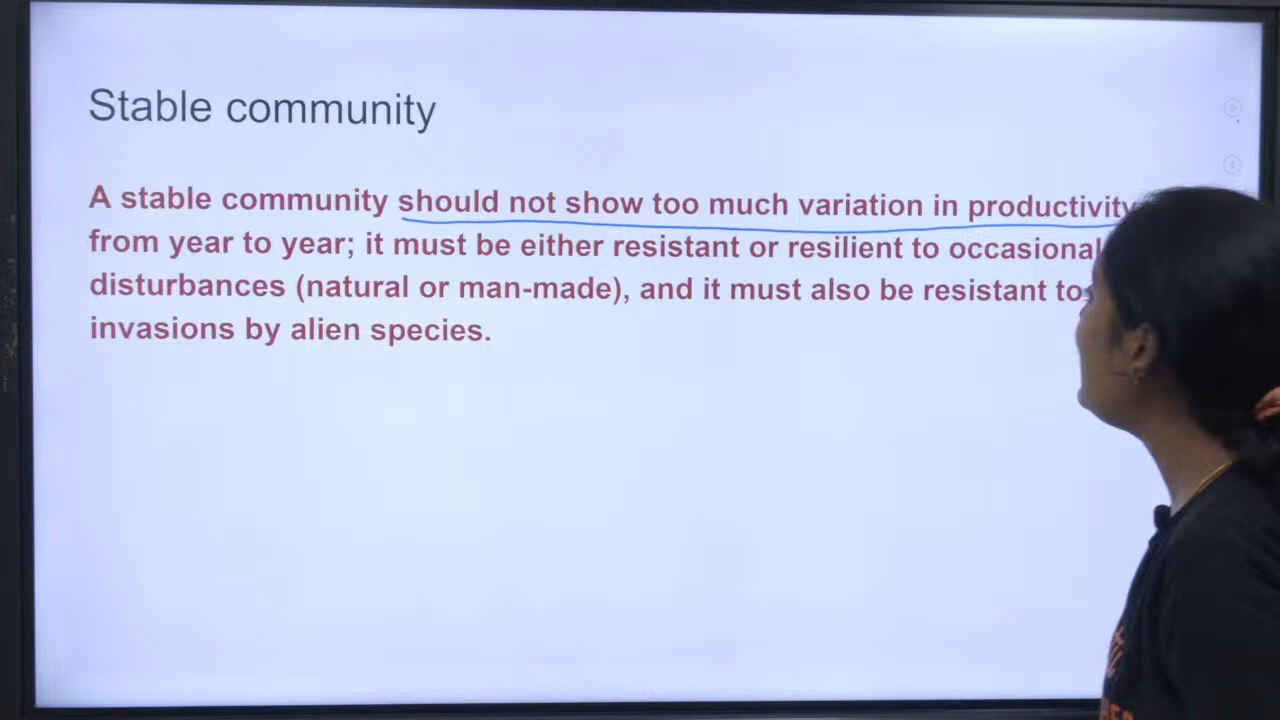 Stable community
A stable community should not show too much variation in productivity
from year to year; it must be either resistant or resilient to occasional
disturbances (natural or man-made), and it must also be resistant to
invasions by alien species.